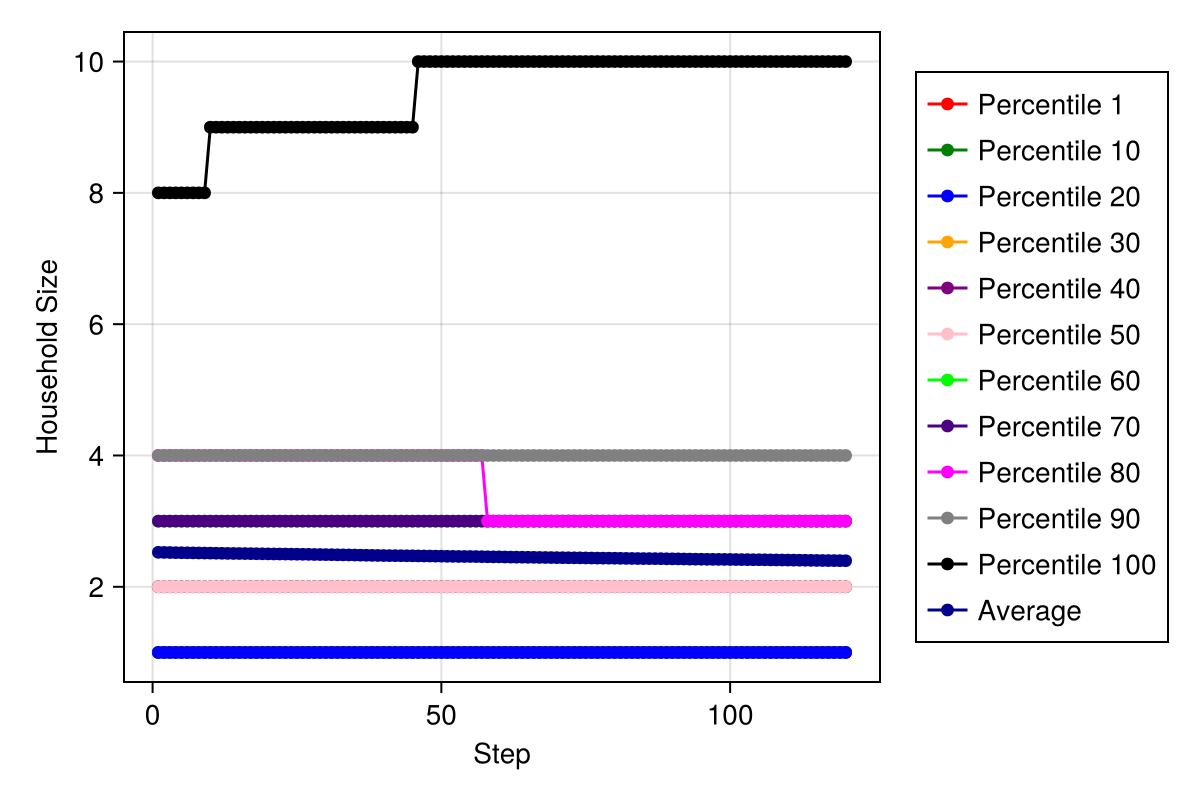 10
8
6
4
2
Household Size
0
50
100
Step
Percentile 1
Percentile 10
Percentile 20
Percentile 30
Percentile 40
Percentile 50
Percentile 60
Percentile 70
Percentile 80
Percentile 90
Percentile 100
Average